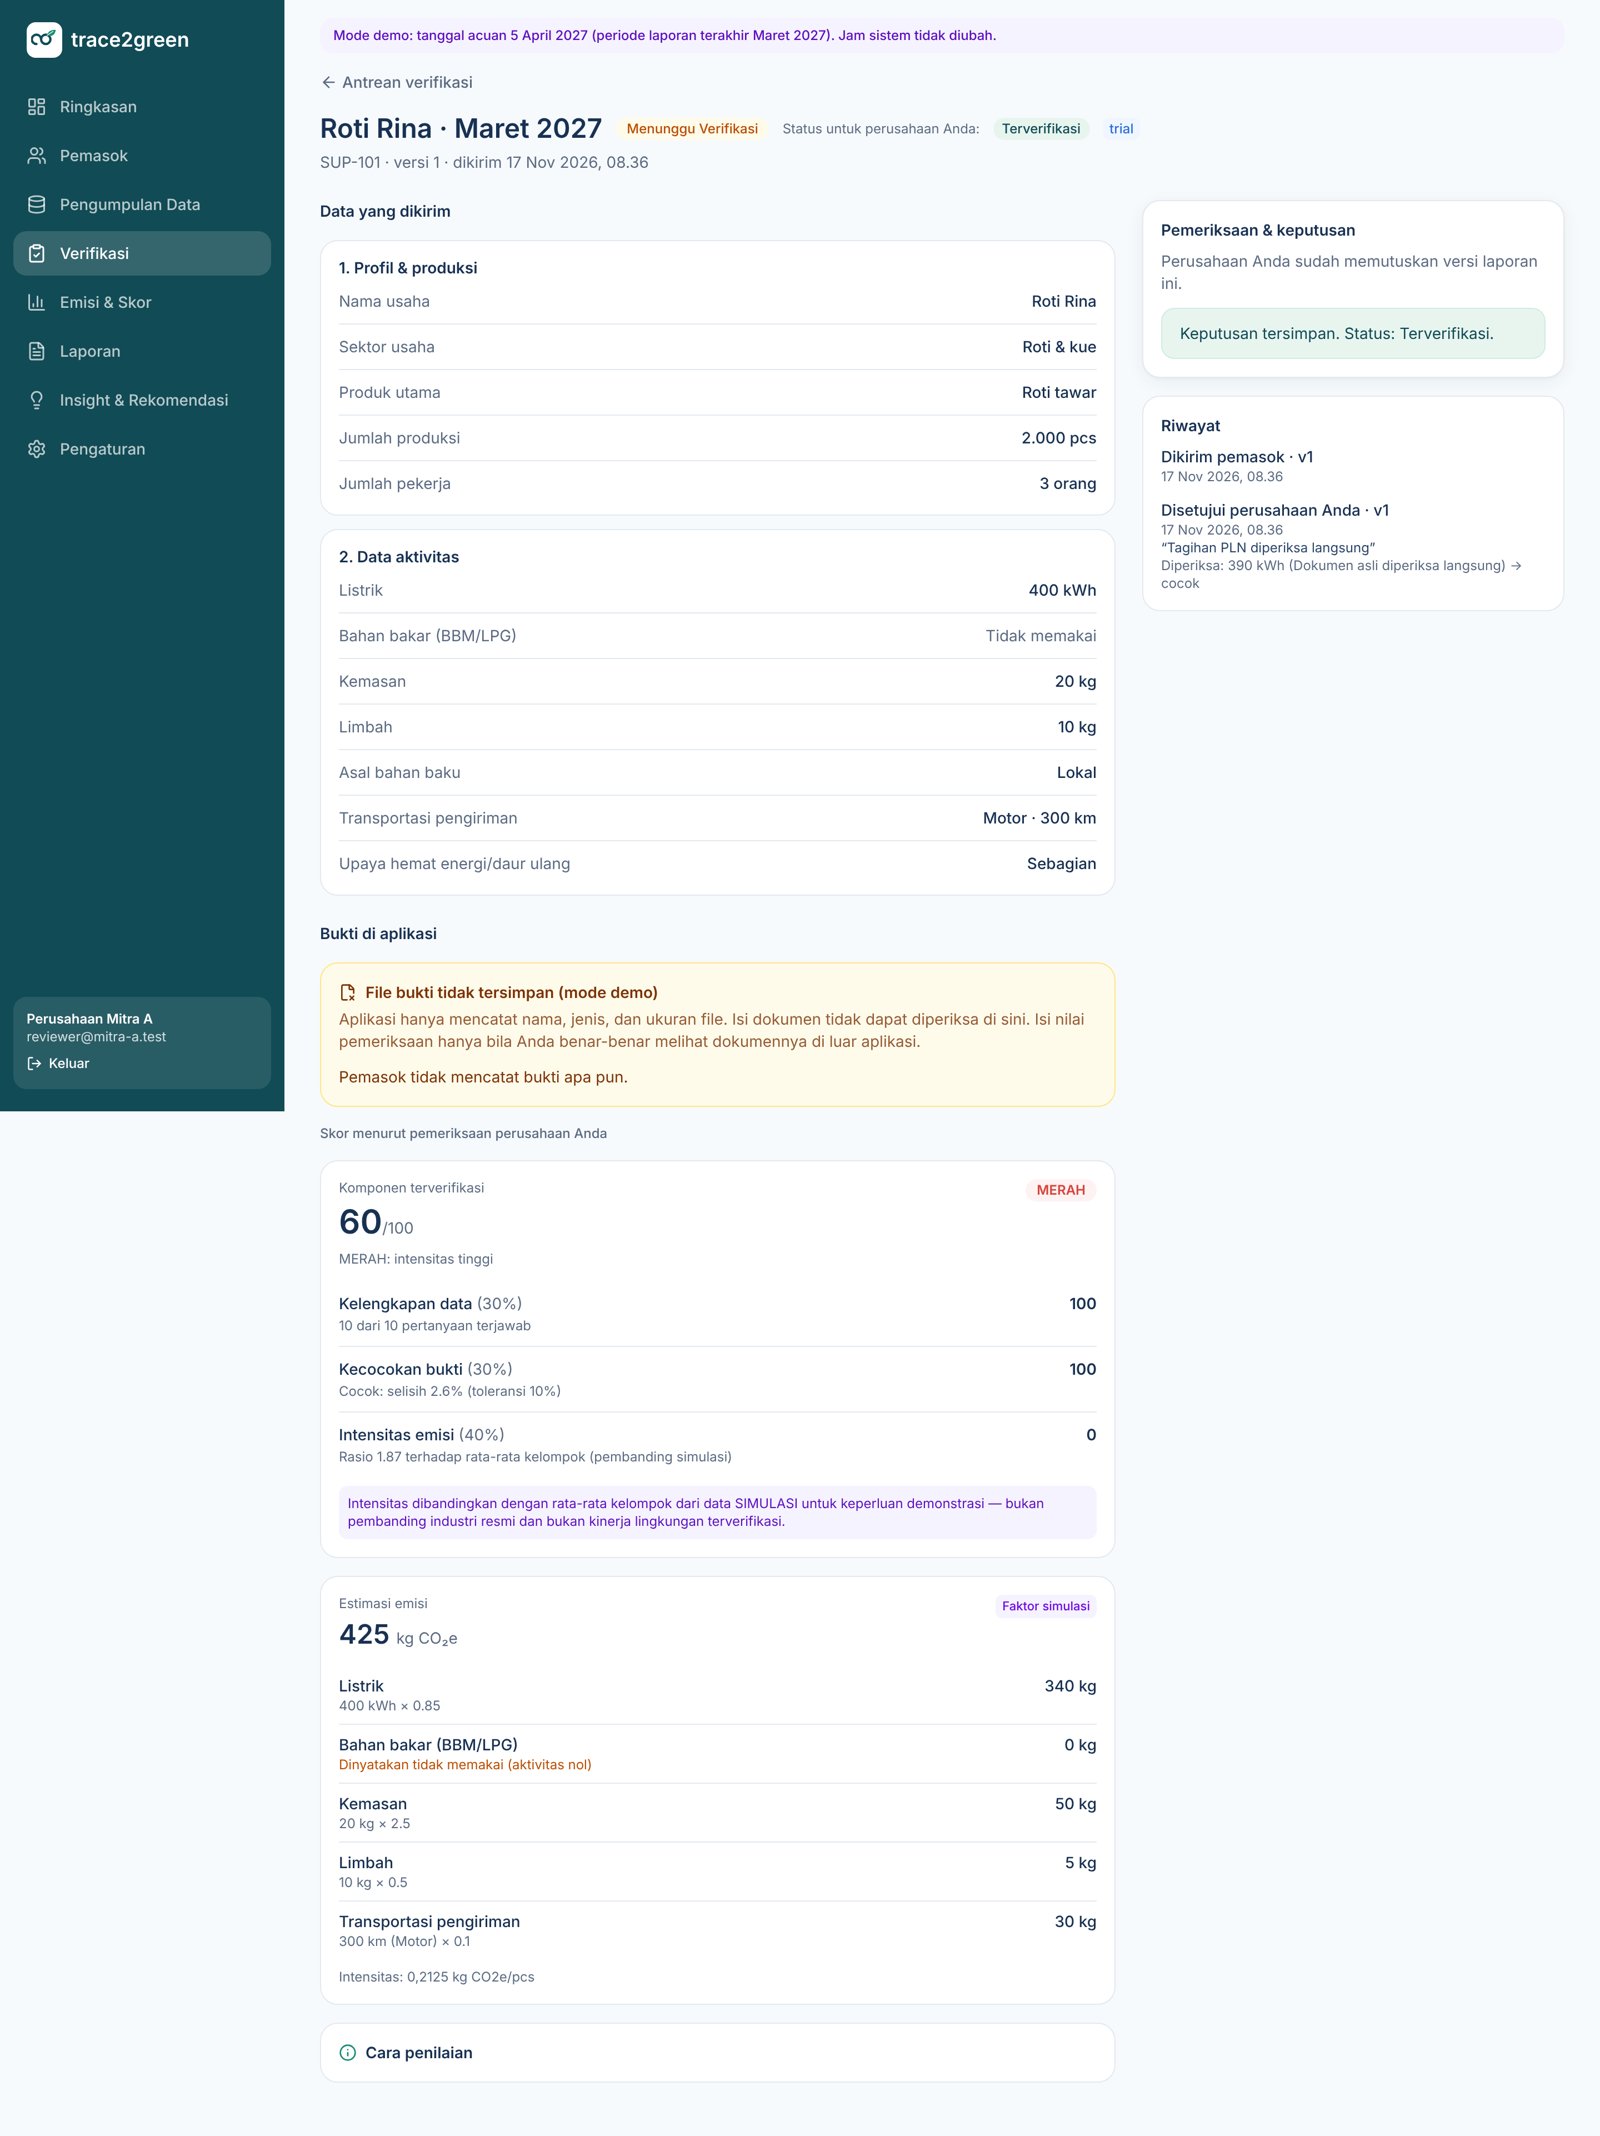 trace2green
Ringkasan
Pemasok
Pengumpulan Data
Verifikasi
Emisi & Skor
Laporan
Insight & Rekomendasi
Pengaturan
Perusahaan Mitra A
reviewer@mitra-a.test
Keluar
Mode demo: tanggal acuan 5 April 2027 (periode laporan terakhir Maret 2027). Jam sistem tidak diubah.
← Antrean verifikasi
Roti Rina · Maret 2027 Menunggu Verifikasi Status untuk perusahaan Anda: Terverifikasi trial
SUP-101 · versi 1 · dikirim 17 Nov 2026, 08.36
Data yang dikirim
1. Profil & produksi
Nama usaha Roti Rina
Sektor usaha Roti & kue
Produk utama Roti tawar
Jumlah produksi 2.000 pcs
Jumlah pekerja 3 orang
2. Data aktivitas
Listrik 400 kWh
Bahan bakar (BBM/LPG) Tidak memakai
Kemasan 20 kg
Limbah 10 kg
Asal bahan baku Lokal
Transportasi pengiriman Motor · 300 km
Upaya hemat energi/daur ulang Sebagian
Bukti di aplikasi
File bukti tidak tersimpan (mode demo)
Aplikasi hanya mencatat nama, jenis, dan ukuran file. Isi dokumen tidak dapat diperiksa di sini. Isi nilai
pemeriksaan hanya bila Anda benar-benar melihat dokumennya di luar aplikasi.
Pemasok tidak mencatat bukti apa pun.
Skor menurut pemeriksaan perusahaan Anda
Komponen terverifikasi MERAH
60/100
MERAH: intensitas tinggi
Kelengkapan data (30%) 100
10 dari 10 pertanyaan terjawab
Kecocokan bukti (30%) 100
Cocok: selisih 2.6% (toleransi 10%)
Intensitas emisi (40%) 0
Rasio 1.87 terhadap rata-rata kelompok (pembanding simulasi)
Intensitas dibandingkan dengan rata-rata kelompok dari data SIMULASI untuk keperluan demonstrasi — bukan
pembanding industri resmi dan bukan kinerja lingkungan terverifikasi.
Estimasi emisi Faktor simulasi
425 kg CO₂e
Listrik 340 kg
400 kWh × 0.85
Bahan bakar (BBM/LPG) 0 kg
Dinyatakan tidak memakai (aktivitas nol)
Kemasan 50 kg
20 kg × 2.5
Limbah 5 kg
10 kg × 0.5
Transportasi pengiriman 30 kg
300 km (Motor) × 0.1
Intensitas: 0,2125 kg CO2e/pcs
Cara penilaian
Pemeriksaan & keputusan
Perusahaan Anda sudah memutuskan versi laporan
ini.
Keputusan tersimpan. Status: Terverifikasi.
Riwayat
Dikirim pemasok · v1
17 Nov 2026, 08.36
Disetujui perusahaan Anda · v1
17 Nov 2026, 08.36
“Tagihan PLN diperiksa langsung”
Diperiksa: 390 kWh (Dokumen asli diperiksa langsung) →
cocok